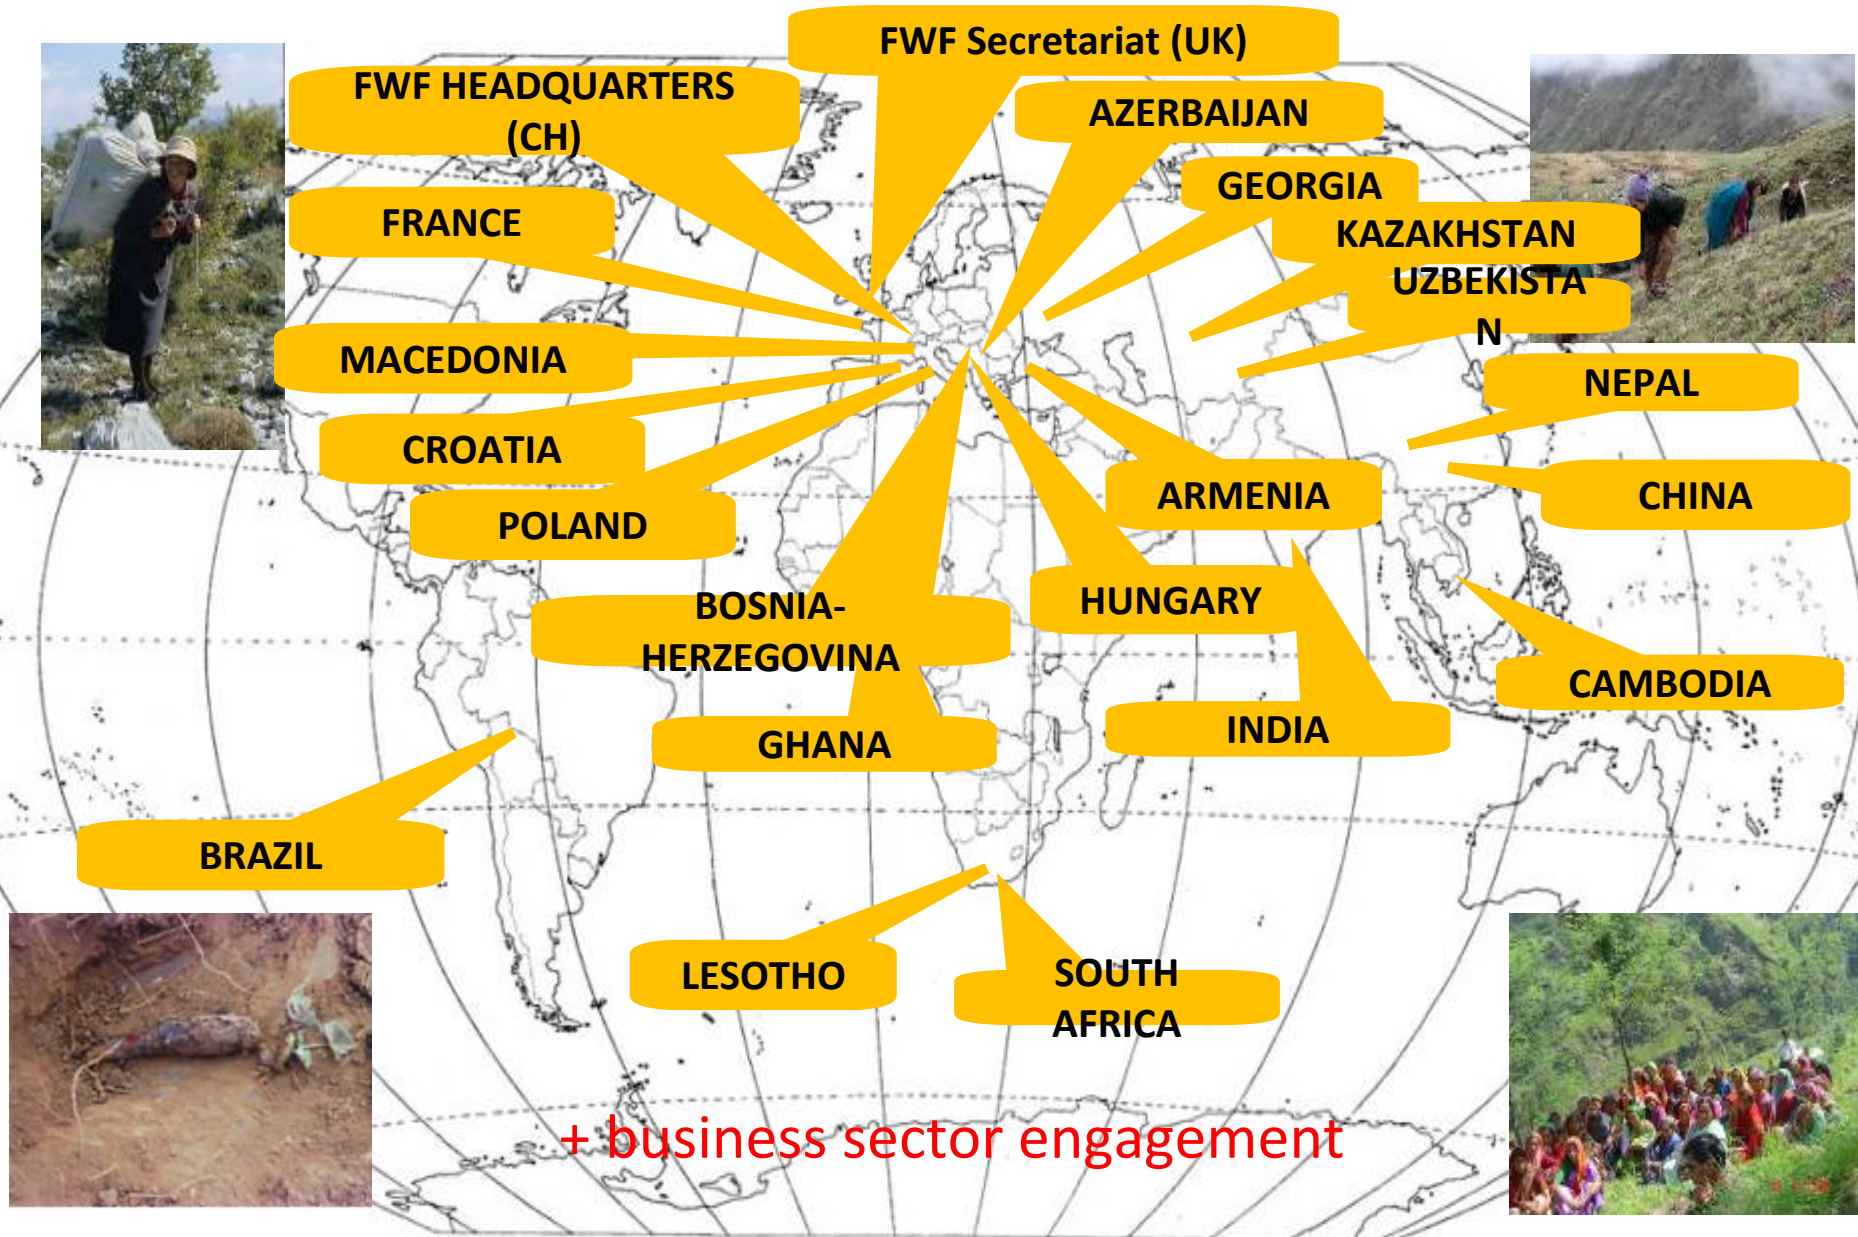 FWF Secretariat (UK)
FWF HEADQUARTERS
(CH)
AZERBAIJAN
GEORGIA
FRANCE
KAZAKHSTAN
UZBEKISTA
N
MACEDONIA
NEPAL
CROATIA
ARMENIA
CHINA
POLAND
BOSNIA-
HERZEGOVINA
HUNGARY
CAMBODIA
GHANA
INDIA
BRAZIL
LESOTHO
SOUTH
AFRICA
+ business sector engagement